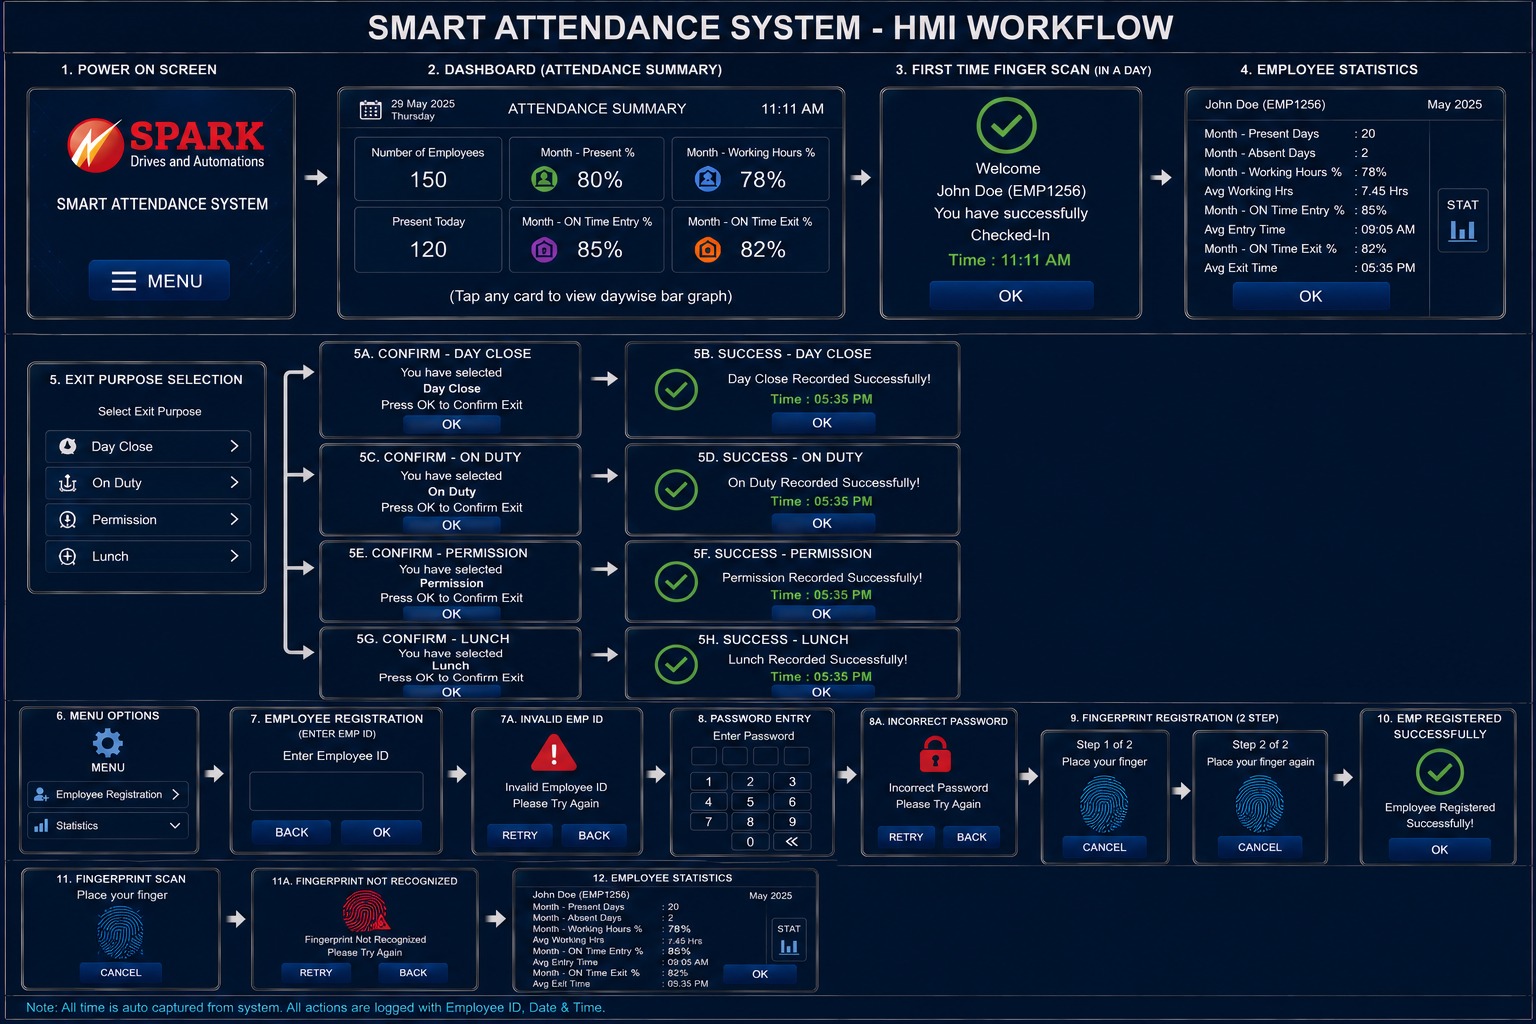 SMART ATTENDANCE SYSTEM - HMI WORKFLOW
1. POWER ON SCREEN
SPARK
Drives and Automations
SMART ATTENDANCE SYSTEM
MENU
2. DASHBOARD (ATTENDANCE SUMMARY)
29 May 2025
Thursday
ATTENDANCE SUMMARY
11:11 AM
Number of Employees
150
Month - Present %
80%
Month - Working Hours %
78%
Present Today
120
Month - ON Time Entry %
85%
Month - ON Time Exit %
82%
(Tap any card to view daywise bar graph)
3. FIRST TIME FINGER SCAN (IN A DAY)
Welcome
John Doe (EMP1256)
You have successfully
Checked-In
Time : 11:11 AM
OK
4. EMPLOYEE STATISTICS
John Doe (EMP1256) May 2025
Month - Present Days : 20
Month - Absent Days : 2
Month - Working Hours % : 78%
Avg Working Hrs : 7.45 Hrs
Month - ON Time Entry % : 85%
Avg Entry Time : 09:05 AM
Month - ON Time Exit % : 82%
Avg Exit Time : 05:35 PM
STAT
OK
5. EXIT PURPOSE SELECTION
Select Exit Purpose
Day Close
On Duty
Permission
Lunch
5A. CONFIRM - DAY CLOSE
You have selected
Day Close
Press OK to Confirm Exit
OK
5B. SUCCESS - DAY CLOSE
Day Close Recorded Successfully!
Time : 05:35 PM
OK
5C. CONFIRM - ON DUTY
You have selected
On Duty
Press OK to Confirm Exit
OK
5D. SUCCESS - ON DUTY
On Duty Recorded Successfully!
Time : 05:35 PM
OK
5E. CONFIRM - PERMISSION
You have selected
Permission
Press OK to Confirm Exit
OK
5F. SUCCESS - PERMISSION
Permission Recorded Successfully!
Time : 05:35 PM
OK
5G. CONFIRM - LUNCH
You have selected
Lunch
Press OK to Confirm Exit
OK
5H. SUCCESS - LUNCH
Lunch Recorded Successfully!
Time : 05:35 PM
OK
6. MENU OPTIONS
MENU
Employee Registration
Statistics
7. EMPLOYEE REGISTRATION
(ENTER EMP ID)
Enter Employee ID
BACK OK
7A. INVALID EMP ID
Invalid Employee ID
Please Try Again
RETRY BACK
8. PASSWORD ENTRY
Enter Password
1 2 3
4 5 6
7 8 9
0 «
8A. INCORRECT PASSWORD
Incorrect Password
Please Try Again
RETRY BACK
9. FINGERPRINT REGISTRATION (2 STEP)
Step 1 of 2
Place your finger
CANCEL
Step 2 of 2
Place your finger again
CANCEL
10. EMP REGISTERED
SUCCESSFULLY
Employee Registered
Successfully!
OK
11. FINGERPRINT SCAN
Place your finger
CANCEL
11A. FINGERPRINT NOT RECOGNIZED
Fingerprint Not Recognized
Please Try Again
RETRY BACK
12. EMPLOYEE STATISTICS
John Doe (EMP1256) May 2025
Month - Present Days : 20
Month - Absent Days : 2
Month - Working Hours % : 78%
Avg Working Hrs : 7.45 Hrs
Month - ON Time Entry %
Avg Entry Time : 09:05 AM
Month - ON Time Exit % : 82%
Avg Exit Time
STAT
OK
Note: All time is auto captured from system. All actions are logged with Employee ID, Date & Time.